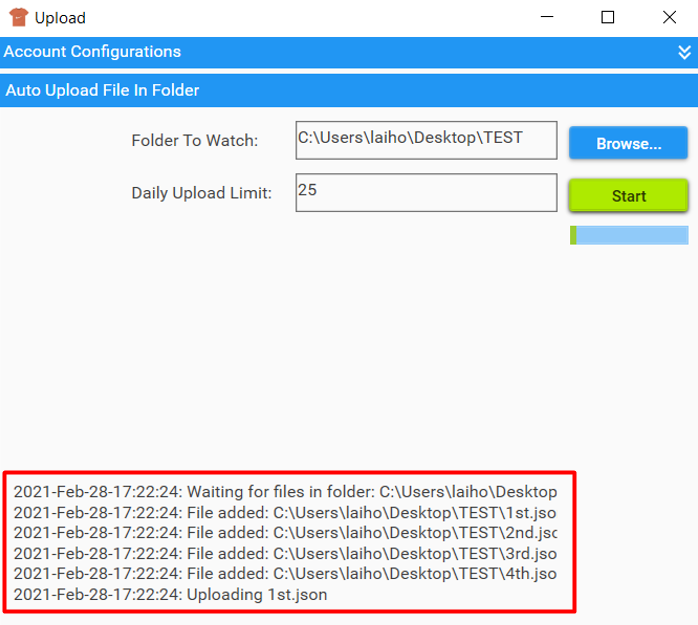 Upload
Account Configurations
Auto Upload File In Folder
Folder To Watch: C:\Users\laiho\Desktop\TEST Browse...
Daily Upload Limit: 25 Start
2021-Feb-28-17:22:24: Waiting for files in folder: C:\Users\laiho\Desktop
2021-Feb-28-17:22:24: File added: C:\Users\laiho\Desktop\TEST\1st.jso
2021-Feb-28-17:22:24: File added: C:\Users\laiho\Desktop\TEST\2nd.jsc
2021-Feb-28-17:22:24: File added: C:\Users\laiho\Desktop\TEST\3rd.jso
2021-Feb-28-17:22:24: File added: C:\Users\laiho\Desktop\TEST\4th.jso
2021-Feb-28-17:22:24: Uploading 1st.json